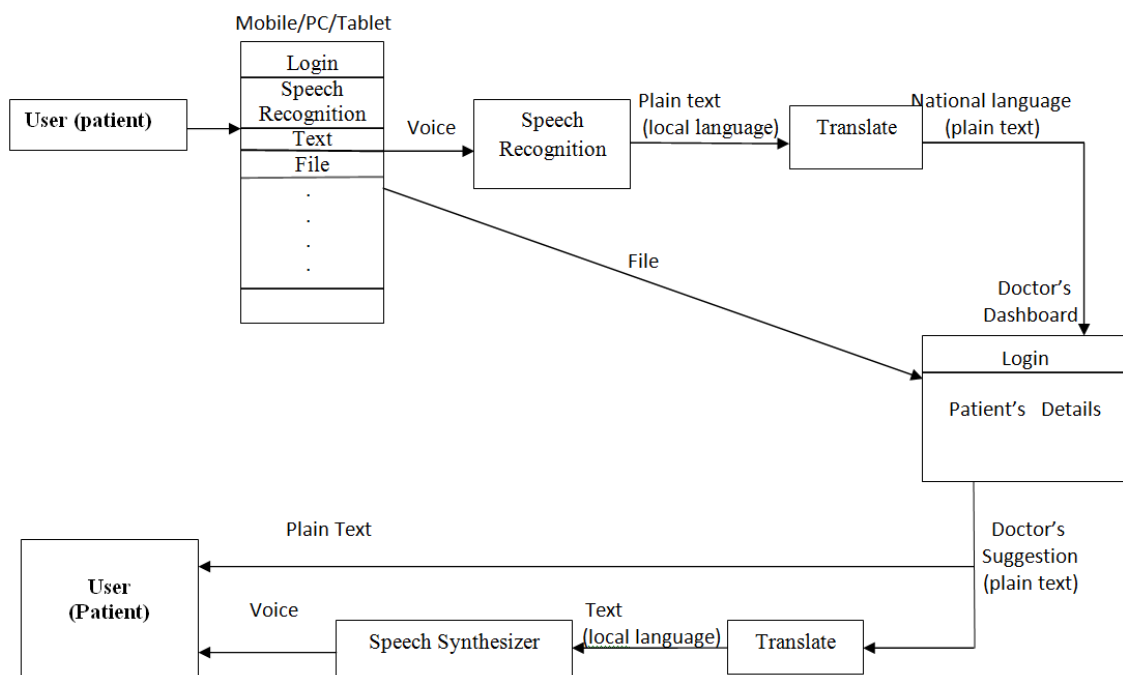 Mobile/PC/Tablet
Login
Speech
Recognition
Text
File
User (patient)
Voice
Speech
Recognition
Plain text
(local language)
Translate
National language
(plain text)
File
Doctor's
Dashboard
Login
Patient's Details
Doctor's
Suggestion
(plain text)
Plain Text
User
(Patient)
Voice
Speech Synthesizer
Text
(local language)
Translate